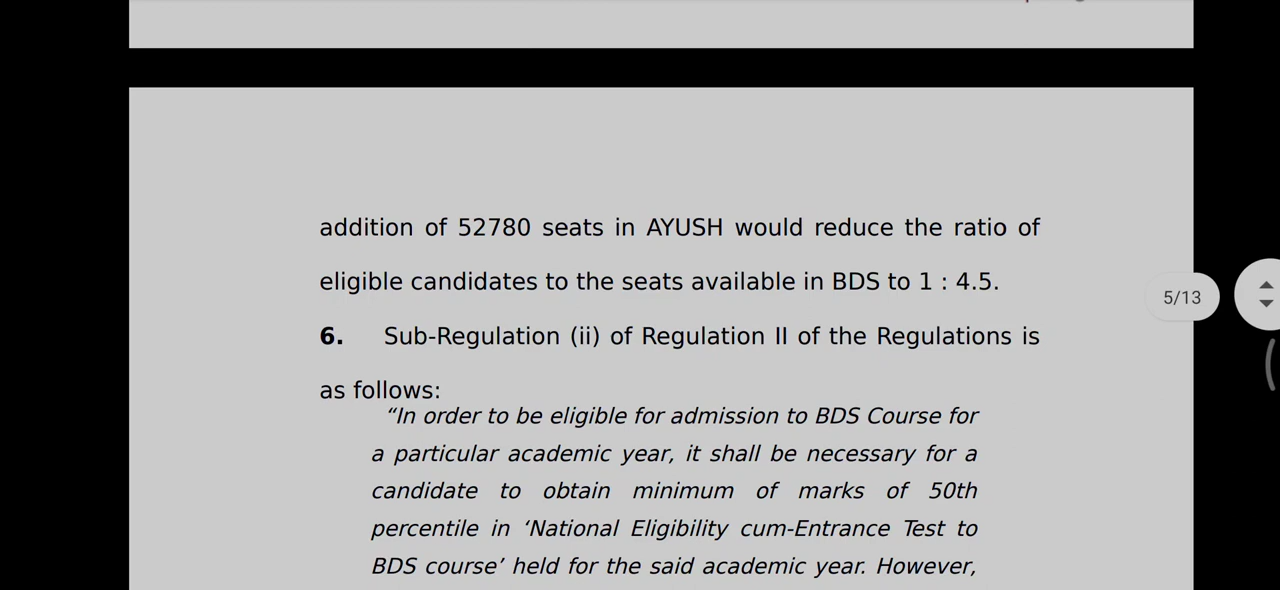 addition of 52780 seats in AYUSH would reduce the ratio of
eligible candidates to the seats available in BDS to 1 : 4.5.
5/13
6. Sub-Regulation (ii) of Regulation II of the Regulations is
as follows:
“In order to be eligible for admission to BDS Course for
a particular academic year, it shall be necessary for a
candidate to obtain minimum of marks of 50th
percentile in ‘National Eligibility cum-Entrance Test to
BDS course’ held for the said academic year. However,